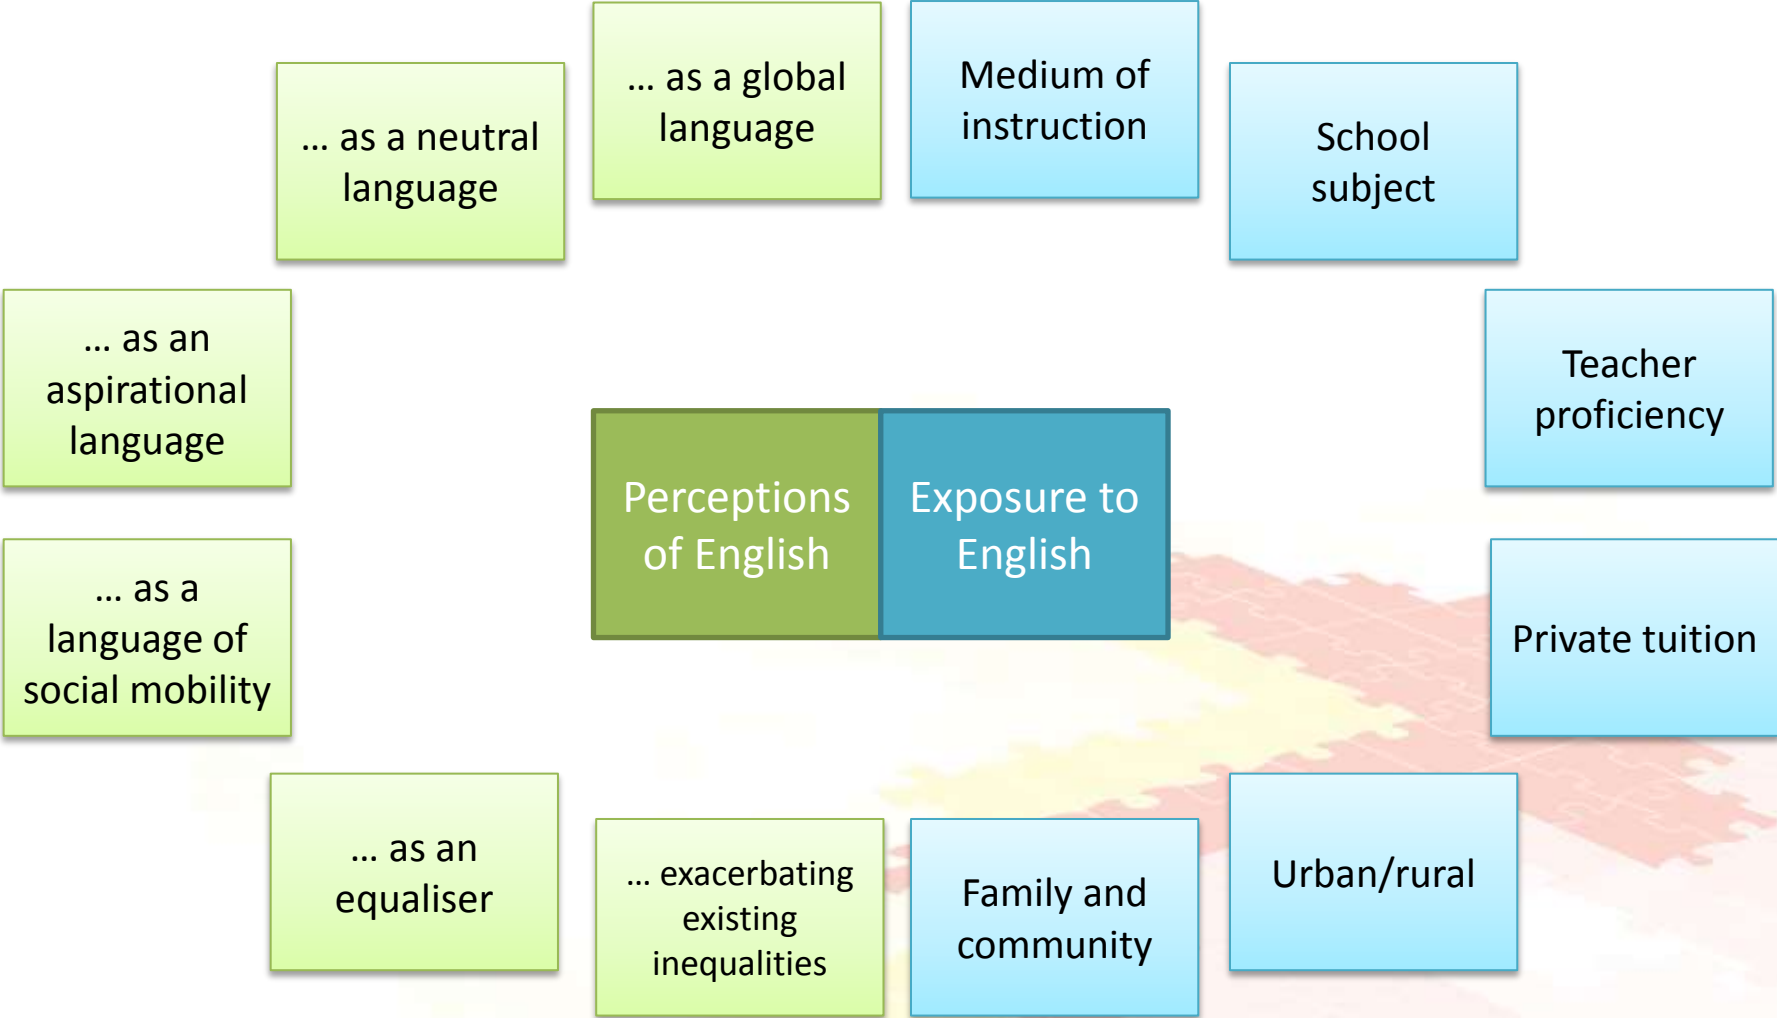 ... as a global
language
Medium of
instruction
... as a neutral
language
School
subject
... as an
aspirational
language
Teacher
proficiency
Perceptions
of English
Exposure to
English
... as a
language of
social mobility
Private tuition
... as an
equaliser
... exacerbating
existing
inequalities
Family and
community
Urban/rural